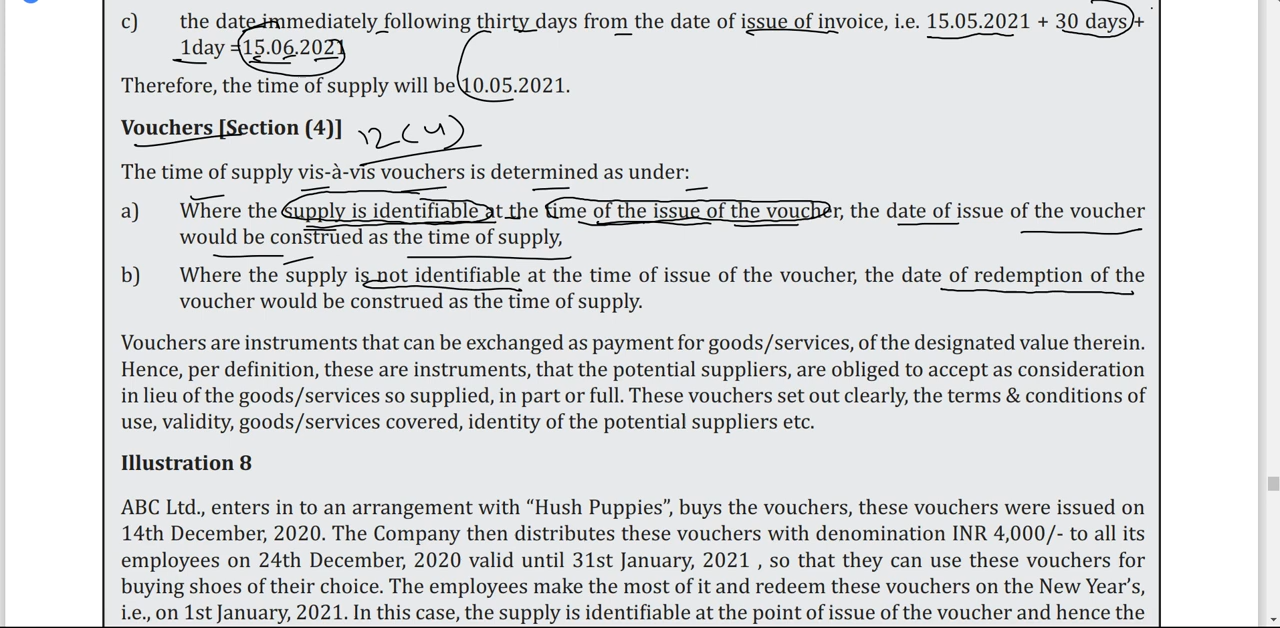 c) the date immediately following thirty days from the date of issue of invoice, i.e. 15.05.2021 + 30 days +
1day =15.06.2021
Therefore, the time of supply will be 10.05.2021.
Vouchers [Section (4)] 12(4)
The time of supply vis-à-vis vouchers is determined as under:
a) Where the supply is identifiable at the time of the issue of the voucher, the date of issue of the voucher
would be construed as the time of supply,
b) Where the supply is not identifiable at the time of issue of the voucher, the date of redemption of the
voucher would be construed as the time of supply.
Vouchers are instruments that can be exchanged as payment for goods/services, of the designated value therein.
Hence, per definition, these are instruments, that the potential suppliers, are obliged to accept as consideration
in lieu of the goods/services so supplied, in part or full. These vouchers set out clearly, the terms & conditions of
use, validity, goods/services covered, identity of the potential suppliers etc.
Illustration 8
ABC Ltd., enters in to an arrangement with “Hush Puppies”, buys the vouchers, these vouchers were issued on
14th December, 2020. The Company then distributes these vouchers with denomination INR 4,000/- to all its
employees on 24th December, 2020 valid until 31st January, 2021 , so that they can use these vouchers for
buying shoes of their choice. The employees make the most of it and redeem these vouchers on the New Year’s,
i.e., on 1st January, 2021. In this case, the supply is identifiable at the point of issue of the voucher and hence the